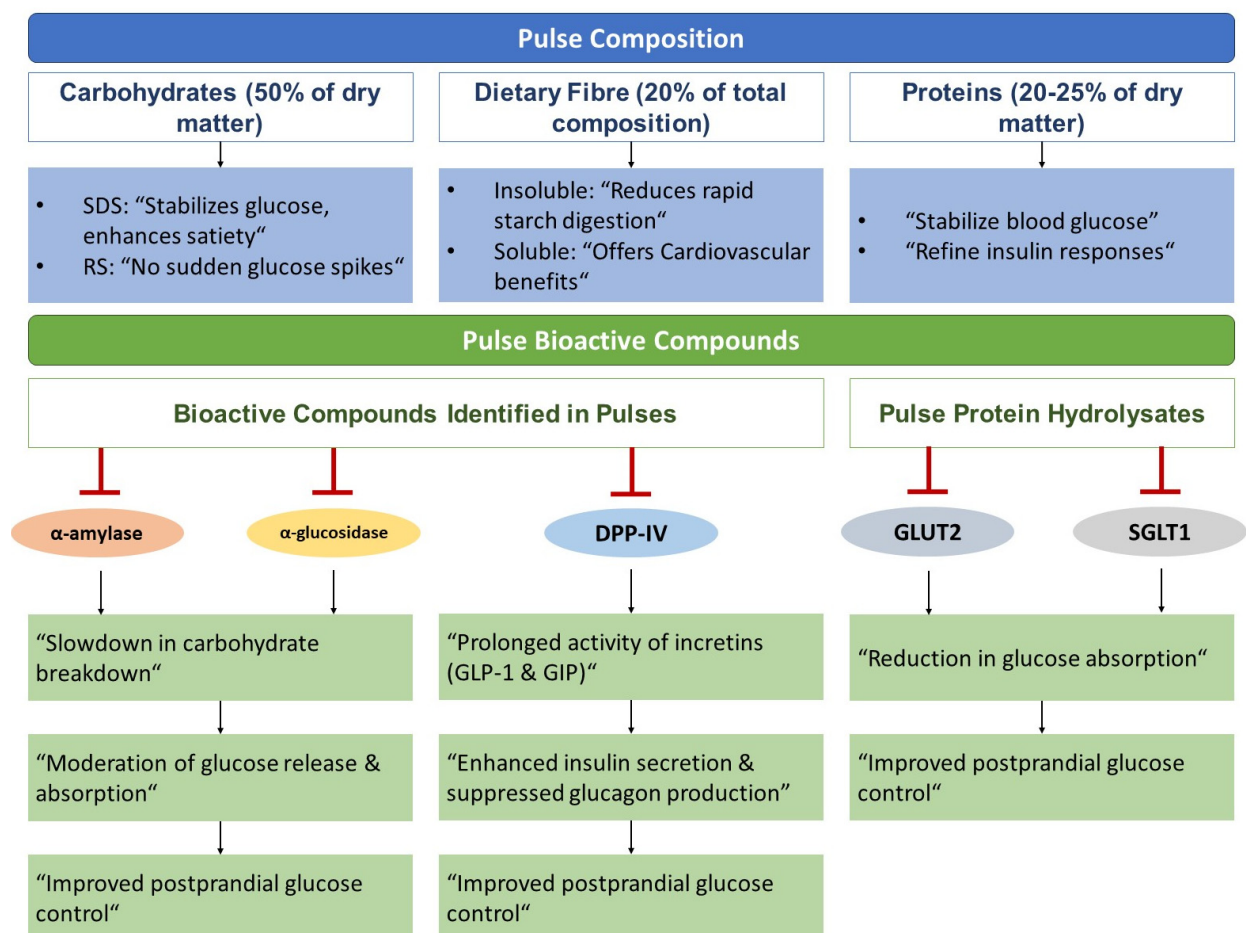 Pulse Composition
Carbohydrates (50% of dry
matter)
Dietary Fibre (20% of total
composition)
Proteins (20-25% of dry
matter)
• SDS: “Stabilizes glucose,
enhances satiety“
• RS: “No sudden glucose spikes“
• Insoluble: “Reduces rapid
starch digestion“
• Soluble: “Offers Cardiovascular
benefits“
• “Stabilize blood glucose”
• “Refine insulin responses“
Pulse Bioactive Compounds
Bioactive Compounds Identified in Pulses
Pulse Protein Hydrolysates
α-amylase
α-glucosidase
DPP-IV
GLUT2
SGLT1
“Slowdown in carbohydrate
breakdown“
“Prolonged activity of incretins
(GLP-1 & GIP)“
“Reduction in glucose absorption“
“Moderation of glucose release &
absorption“
“Enhanced insulin secretion &
suppressed glucagon production”
“Improved postprandial glucose
control“
“Improved postprandial glucose
control“
“Improved postprandial glucose
control“